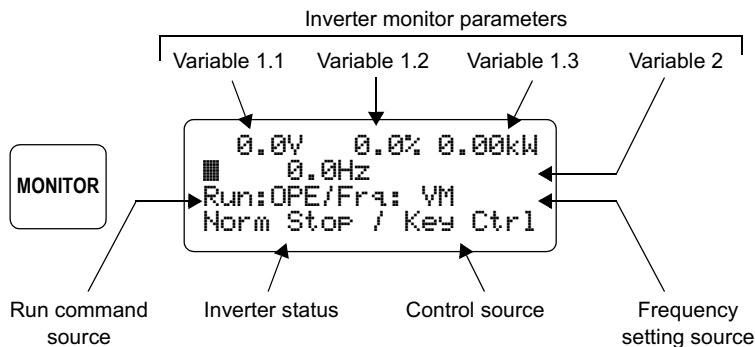 Inverter monitor parameters
Variable 1.1 Variable 1.2 Variable 1.3 Variable 2
0.0V 0.0% 0.00kW
0.0Hz
MONITOR
Run:OPE/Frq: VM
Norm Stop / Key Ctrl
Run command source
Inverter status
Control source
Frequency setting source